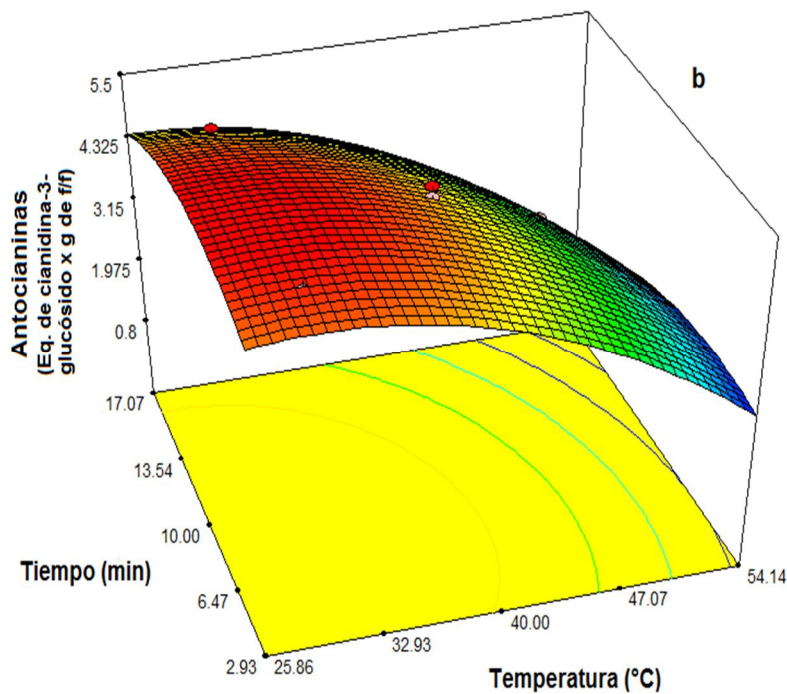 b
5.5
4.325
3.15
1.975
0.8
Antocianinas
(Eq. de cianidina-3-
glucósido x g de f/f)
17.07
13.54
10.00
6.47
2.93
Tiempo (min)
25.86
32.93
40.00
47.07
54.14
Temperatura (°C)